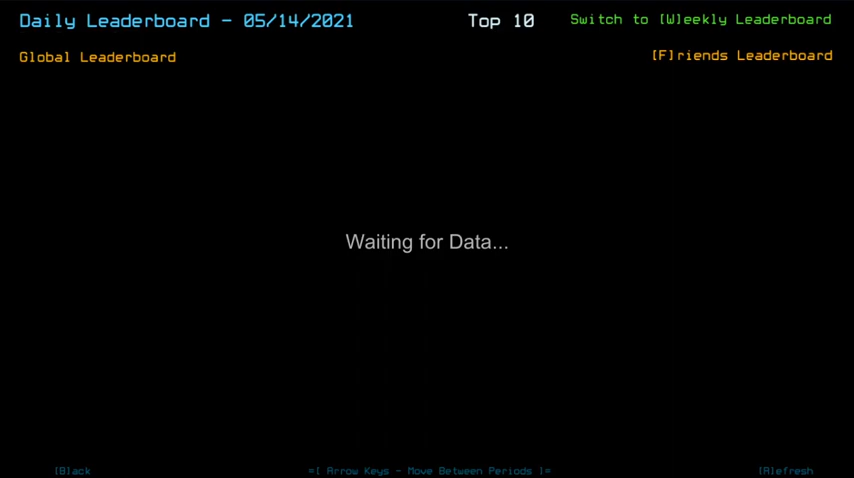 Daily Leaderboard - 05/14/2021 Top 10 Switch to [W]eekly Leaderboard
Global Leaderboard [F]riends Leaderboard
Waiting for Data...
[B]ack =[ Arrow Keys - Move Between Periods ]= [R]efresh